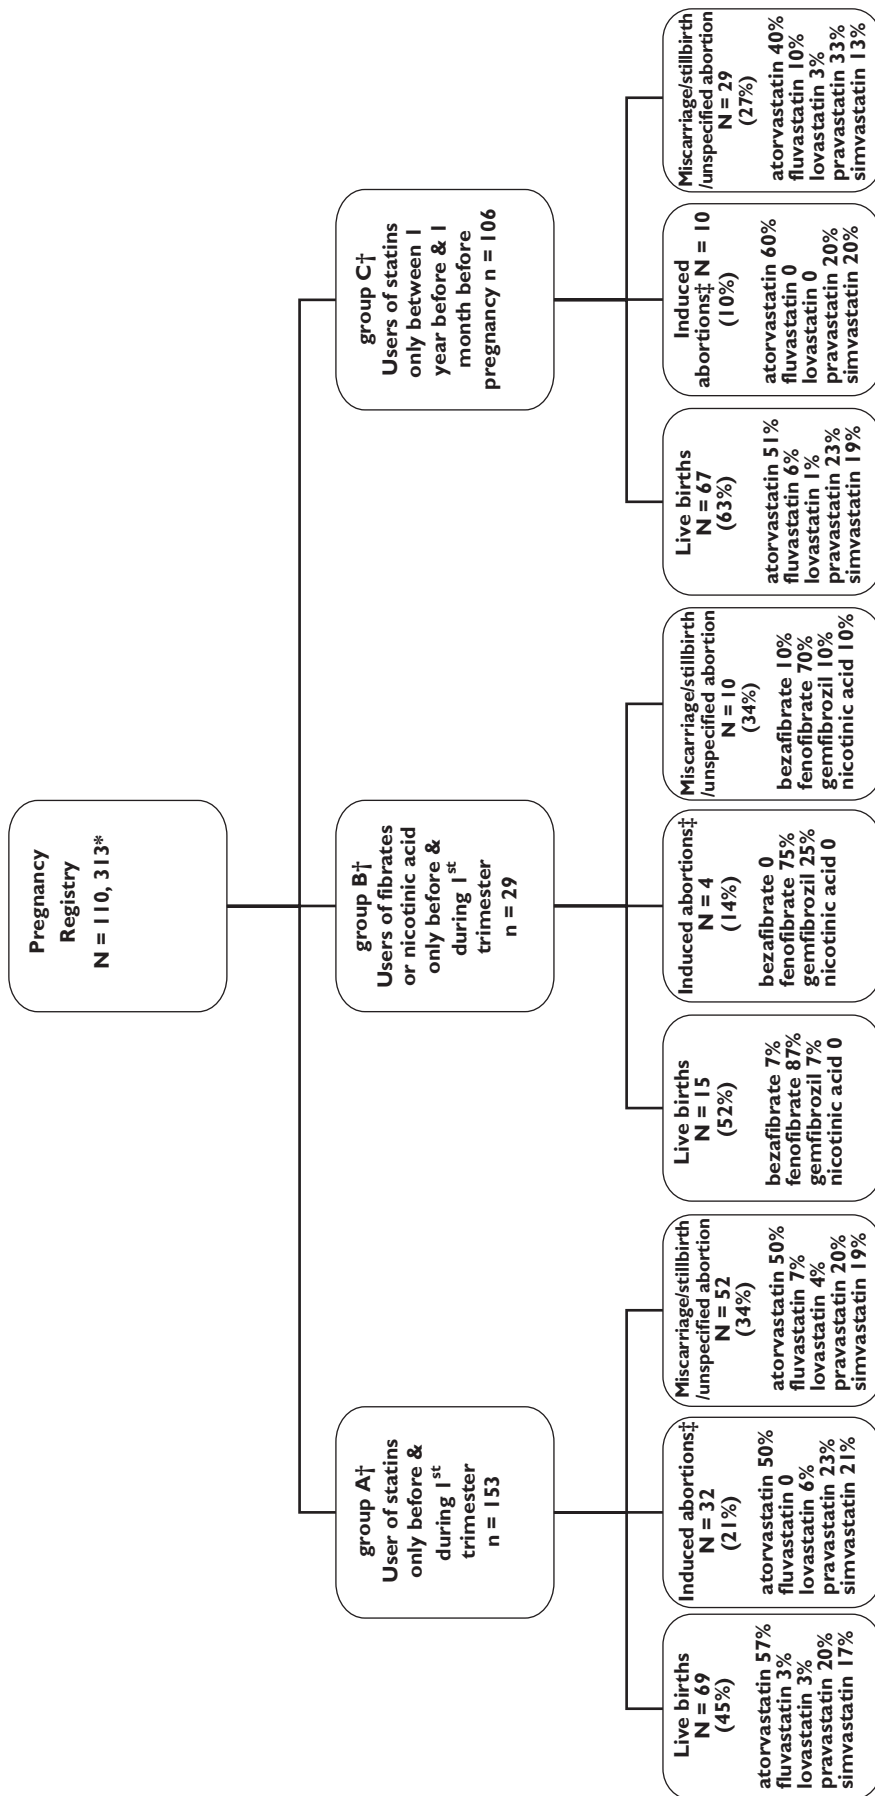 Pregnancy
Registry
N = 110, 313*
group A†
User of statins
only before &
during 1st
trimester
n = 153
group B†
Users of fibrates
or nicotinic acid
only before &
during 1st
trimester
n = 29
group C†
Users of statins
only between 1
year before & 1
month before
pregnancy n = 106
Live births
N = 69
(45%)
atorvastatin 57%
fluvastatin 3%
lovastatin 3%
pravastatin 20%
simvastatin 17%
Induced abortions‡
N = 32
(21%)
atorvastatin 50%
fluvastatin 0
lovastatin 6%
pravastatin 23%
simvastatin 21%
Miscarriage/stillbirth
/unspecified abortion
N = 52
(34%)
atorvastatin 50%
fluvastatin 7%
lovastatin 4%
pravastatin 20%
simvastatin 19%
Live births
N = 15
(52%)
bezafibrate 7%
fenofibrate 87%
gemfibrozil 7%
nicotinic acid 0
Induced abortions‡
N = 4
(14%)
bezafibrate 0
fenofibrate 75%
gemfibrozil 25%
nicotinic acid 0
Miscarriage/stillbirth
/unspecified abortion
N = 10
(34%)
bezafibrate 10%
fenofibrate 70%
gemfibrozil 10%
nicotinic acid 10%
Live births
N = 67
(63%)
atorvastatin 51%
fluvastatin 6%
lovastatin 1%
pravastatin 23%
simvastatin 19%
Induced
abortions‡ N = 10
(10%)
atorvastatin 60%
fluvastatin 0
lovastatin 0
pravastatin 20%
simvastatin 20%
Miscarriage/stillbirth
/unspecified abortion
N = 29
(27%)
atorvastatin 40%
fluvastatin 10%
lovastatin 3%
pravastatin 33%
simvastatin 13%